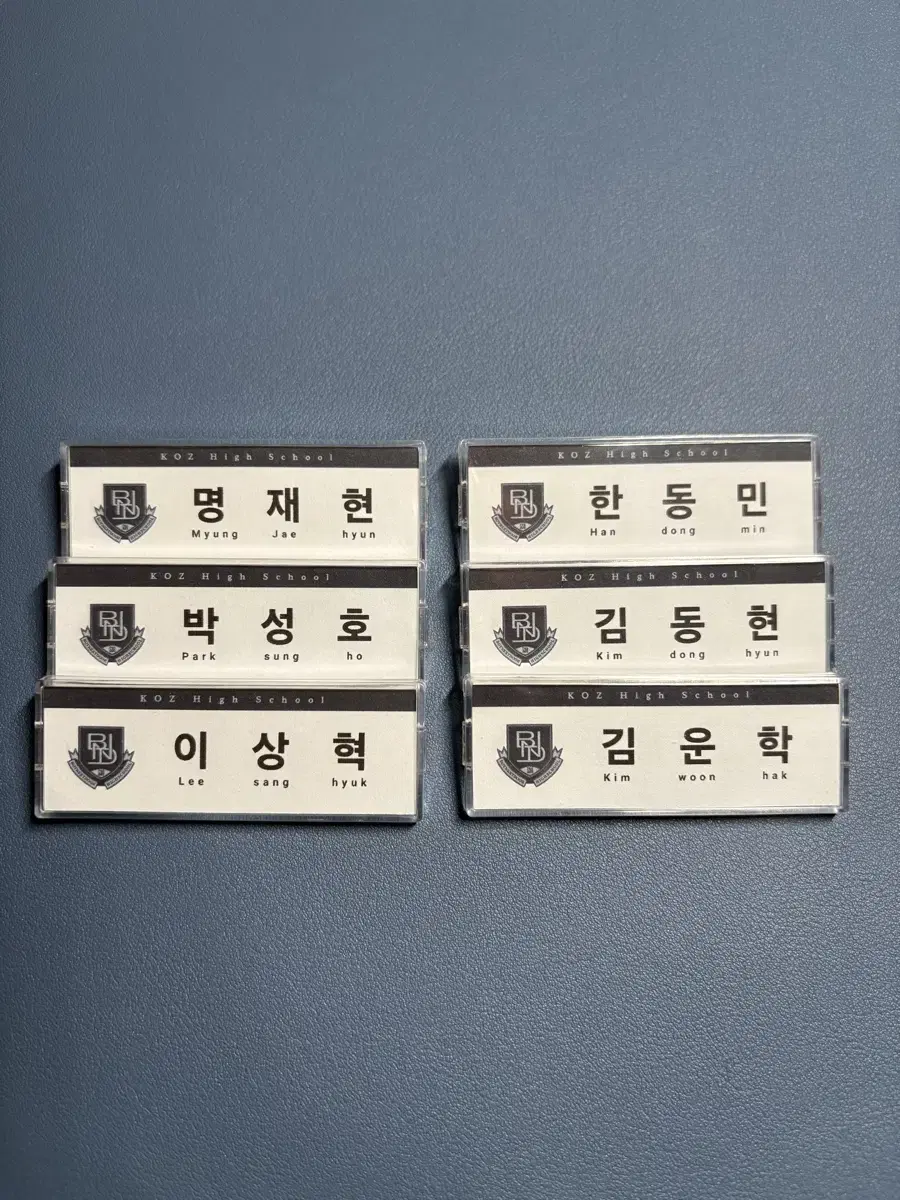 KOZ High School
명 재 현
Myung Jae hyun
KOZ High School
박 성 호
Park sung ho
KOZ High School
이 상 혁
Lee sang hyuk
KOZ High School
한 동 민
Han dong min
KOZ High School
김 동 현
Kim dong hyun
KOZ High School
김 운 학
Kim woon hak